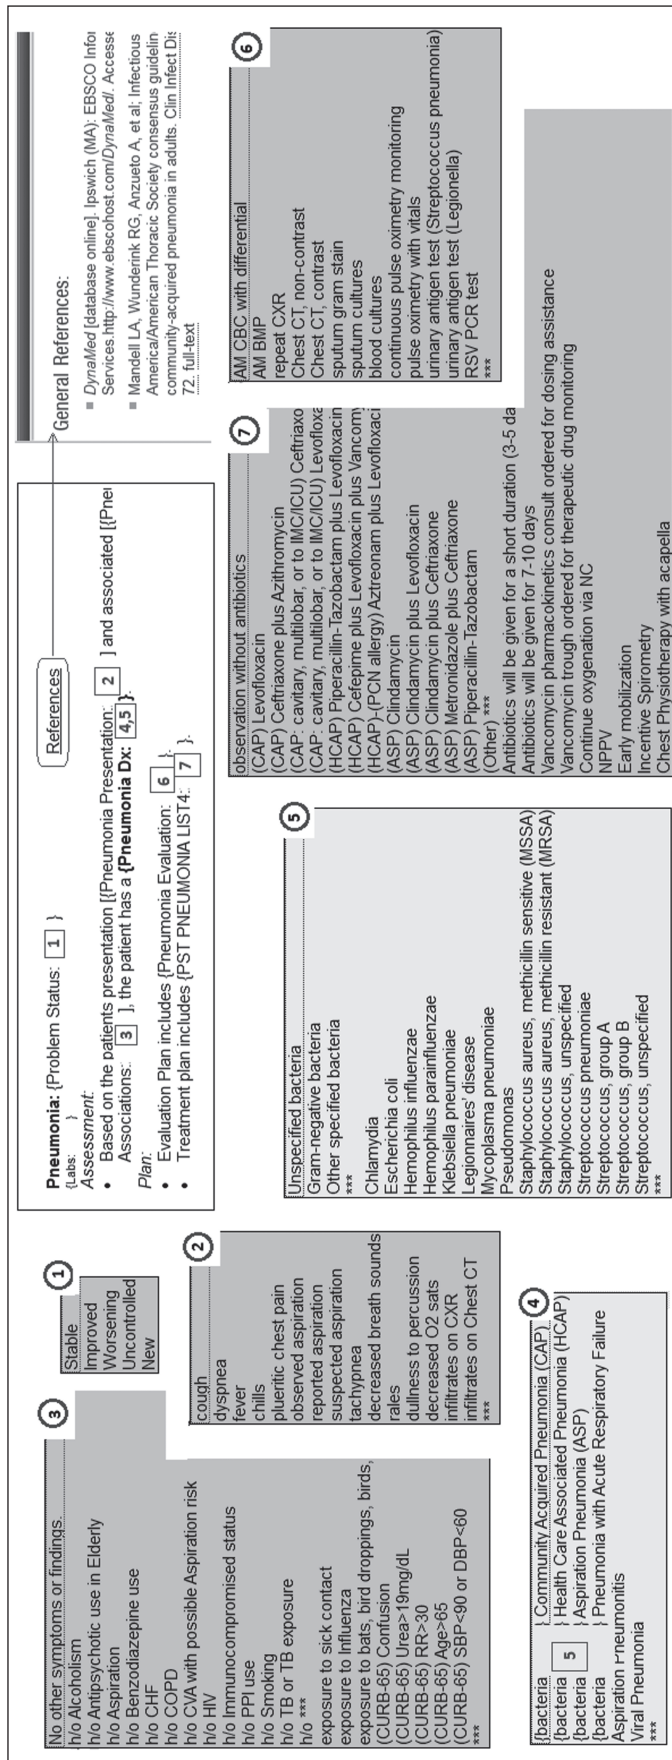 Pneumonia: {Problem Status: 1 }
{Labs: }
Assessment:
• Based on the patients presentation [{Pneumonia Presentation: 2 ] and associated [{Pne
Associations: 3 ], the patient has a {Pneumonia Dx: 4,5 }.
Plan:
• Evaluation Plan includes {Pneumonia Evaluation: 6 }.
• Treatment plan includes {PST PNEUMONIA LIST4: 7 }.
References
General References:
▪ DynaMed [database online]. Ipswich (MA): EBSCO Infor
Services.http://www.ebscohost.com/DynaMed/. Accesse
▪ Mandell LA, Wunderink RG, Anzueto A, et al; Infectious
America/American Thoracic Society consensus guidelin
community-acquired pneumonia in adults. Clin Infect Dis
72. full-text
1
Stable
Improved
Worsening
Uncontrolled
New
2
cough
dyspnea
fever
chills
pleuritic chest pain
observed aspiration
reported aspiration
suspected aspiration
tachypnea
decreased breath sounds
rales
dullness to percussion
decreased O2 sats
infiltrates on CXR
infiltrates on Chest CT
***
3
No other symptoms or findings.
h/o Alcoholism
h/o Antipsychotic use in Elderly
h/o Aspiration
h/o Benzodiazepine use
h/o CHF
h/o COPD
h/o CVA with possible Aspiration risk
h/o HIV
h/o Immunocompromised status
h/o PPI use
h/o Smoking
h/o TB or TB exposure
h/o ***
exposure to sick contact
exposure to Influenza
exposure to bats, bird droppings, birds,
(CURB-65) Confusion
(CURB-65) Urea>19mg/dL
(CURB-65) RR>30
(CURB-65) Age>65
(CURB-65) SBP<90 or DBP<60
***
4
{bacteria } Community Acquired Pneumonia (CAP)
{bacteria 5 } Health Care Associated Pneumonia (HCAP)
{bacteria } Aspiration Pneumonia (ASP)
{bacteria } Pneumonia with Acute Respiratory Failure
Aspiration Pneumonitis
Viral Pneumonia
***
5
Unspecified bacteria
Gram-negative bacteria
Other specified bacteria
***
Chlamydia
Escherichia coli
Hemophilus influenzae
Hemophilus parainfluenzae
Klebsiella pneumoniae
Legionnaires' disease
Mycoplasma pneumoniae
Pseudomonas
Staphylococcus aureus, methicillin sensitive (MSSA)
Staphylococcus aureus, methicillin resistant (MRSA)
Staphylococcus, unspecified
Streptococcus pneumoniae
Streptococcus, group A
Streptococcus, group B
Streptococcus, unspecified
***
6
AM CBC with differential
AM BMP
repeat CXR
Chest CT, non-contrast
Chest CT, contrast
sputum gram stain
sputum cultures
blood cultures
continuous pulse oximetry monitoring
pulse oximetry with vitals
urinary antigen test (Streptococcus pneumonia)
urinary antigen test (Legionella)
RSV PCR test
***
7
observation without antibiotics
(CAP) Levofloxacin
(CAP) Ceftriaxone plus Azithromycin
(CAP: cavitary, multilobar, or to IMC/ICU) Ceftriaxo
(CAP: cavitary, multilobar, or to IMC/ICU) Levofloxa
(HCAP) Piperacillin-Tazobactam plus Levofloxacin
(HCAP) Cefepime plus Levofloxacin plus Vancomy
(HCAP)-(PCN allergy) Aztreonam plus Levofloxaci
(ASP) Clindamycin
(ASP) Clindamycin plus Levofloxacin
(ASP) Clindamycin plus Ceftriaxone
(ASP) Metronidazole plus Ceftriaxone
(ASP) Piperacillin-Tazobactam
(Other) ***
Antibiotics will be given for a short duration (3-5 da
Antibiotics will be given for 7-10 days
Vancomycin pharmacokinetics consult ordered for dosing assistance
Vancomycin trough ordered for therapeutic drug monitoring
Continue oxygenation via NC
NPPV
Early mobilization
Incentive Spirometry
Chest Physiotherapy with acapella